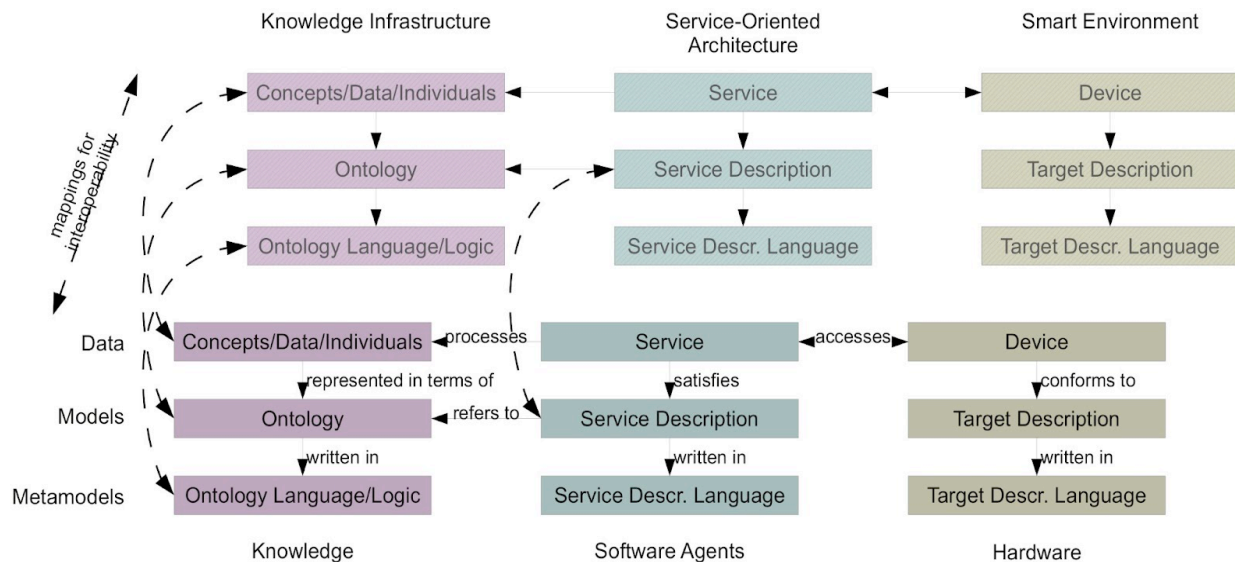 Knowledge Infrastructure
Service-Oriented
Architecture
Smart Environment
mappings for
interoperability
Concepts/Data/Individuals
Service
Device
Ontology
Service Description
Target Description
Ontology Language/Logic
Service Descr. Language
Target Descr. Language
Data
Concepts/Data/Individuals
processes
Service
accesses
Device
represented in terms of
satisfies
conforms to
Models
Ontology
refers to
Service Description
Target Description
written in
written in
written in
Metamodels
Ontology Language/Logic
Service Descr. Language
Target Descr. Language
Knowledge
Software Agents
Hardware